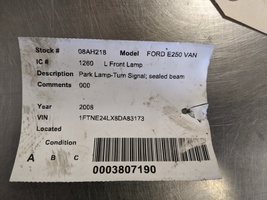 Stock # 08AH218 Model FORD E250 VAN
IC # 1260 L Front Lamp
Description Park Lamp-Turn Signal; sealed beam
Comments 000
Year 2008
VIN 1FTNE24LX8DA83173
Located
Condition
A B C
0003807190